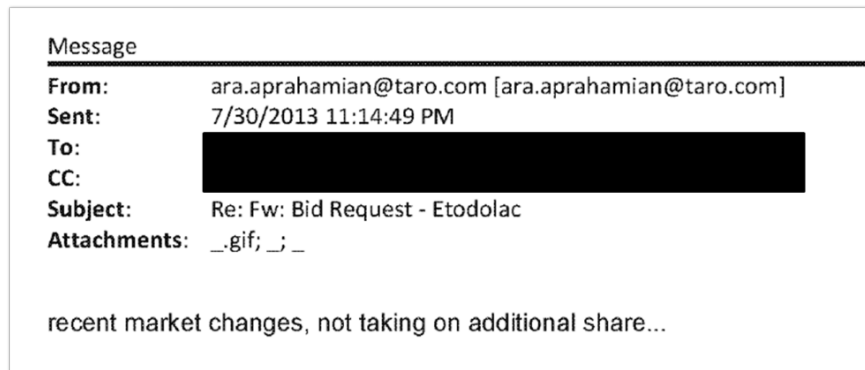 Message
From: ara.aprahamian@taro.com [ara.aprahamian@taro.com]
Sent: 7/30/2013 11:14:49 PM
To:
CC:
Subject: Re: Fw: Bid Request - Etodolac
Attachments: _.gif; _; _
recent market changes, not taking on additional share...